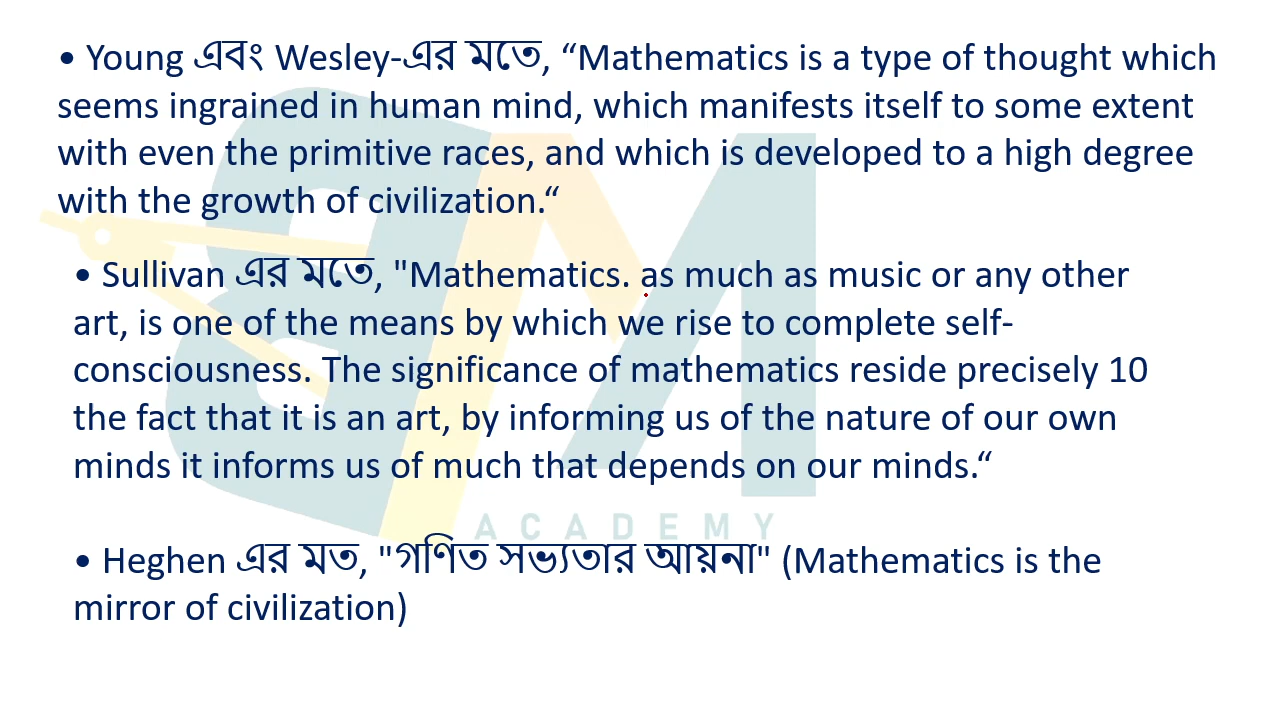 • Young এবং Wesley-এর মতে, “Mathematics is a type of thought which
seems ingrained in human mind, which manifests itself to some extent
with even the primitive races, and which is developed to a high degree
with the growth of civilization.“
• Sullivan এর মতে, "Mathematics. as much as music or any other
art, is one of the means by which we rise to complete self-
consciousness. The significance of mathematics reside precisely 10
the fact that it is an art, by informing us of the nature of our own
minds it informs us of much that depends on our minds.“
ACADEMY
• Heghen এর মত, "গণিত সভ্যতার আয়না" (Mathematics is the
mirror of civilization)